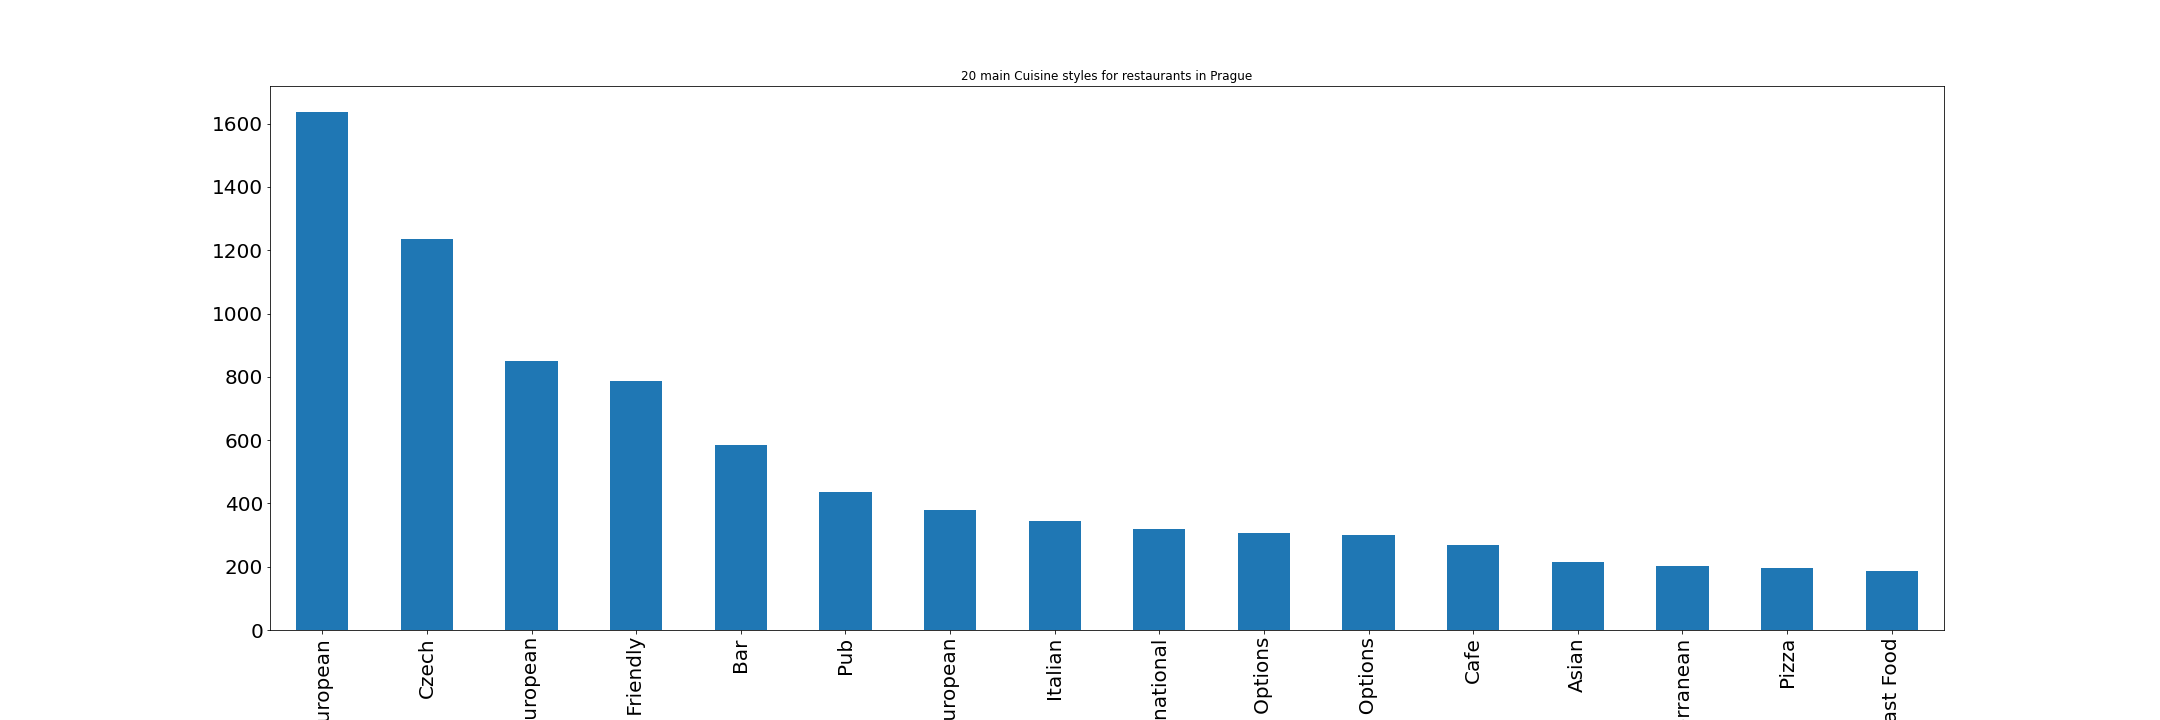 20 main Cuisine styles for restaurants in Prague
1600
1400
1200
1000
800
600
400
200
0
uropean
Czech
uropean
Friendly
Bar
Pub
uropean
Italian
national
Options
Options
Cafe
Asian
rranean
Pizza
ast Food